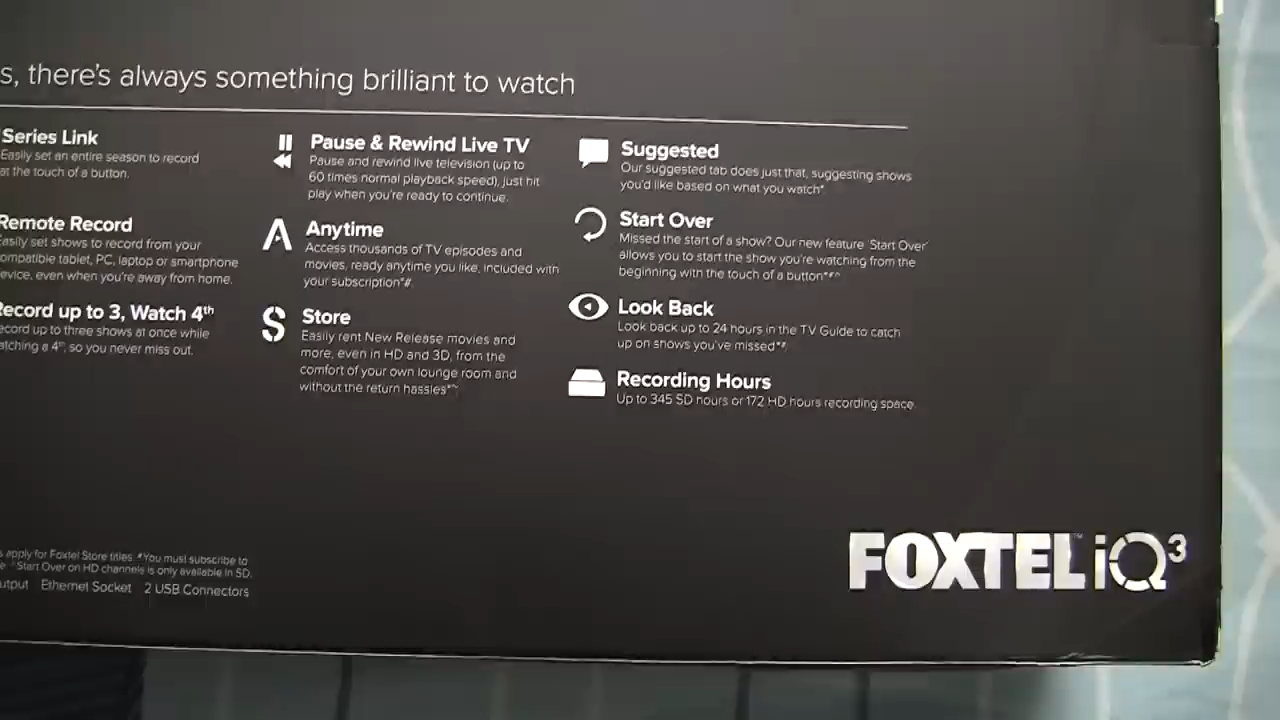 s, there's always something brilliant to watch
Series Link
Easily set an entire season to record
at the touch of a button.
Remote Record
Easily set shows to record from your
ompatible tablet, PC, laptop or smartphone
evice, even when you're away from home.
Record up to 3, Watch 4th
ecord up to three shows at once while
atching a 4th, so you never miss out.
Pause & Rewind Live TV
Pause and rewind live television (up to
60 times normal playback speed), just hit
play when you're ready to continue.
Anytime
Access thousands of TV episodes and
movies, ready anytime you like, included with
your subscription*#.
Store
Easily rent New Release movies and
more, even in HD and 3D, from the
comfort of your own lounge room and
without the return hassles
Suggested
Our suggested tab does just that, suggesting shows
you'd like based on what you watch*.
Start Over
Missed the start of a show? Our new feature 'Start Over'
allows you to start the show you're watching from the
beginning with the touch of a button
Look Back
Look back up to 24 hours in the TV Guide to catch
up on shows you've missed
Recording Hours
Up to 345 SD hours or 172 HD hours recording space.
s apply for Foxtel Store titles. #You must subscribe to
Start Over on HD channels is only available in SD.
utput Ethernet Socket 2 USB Connectors
FOXTEL iQ3